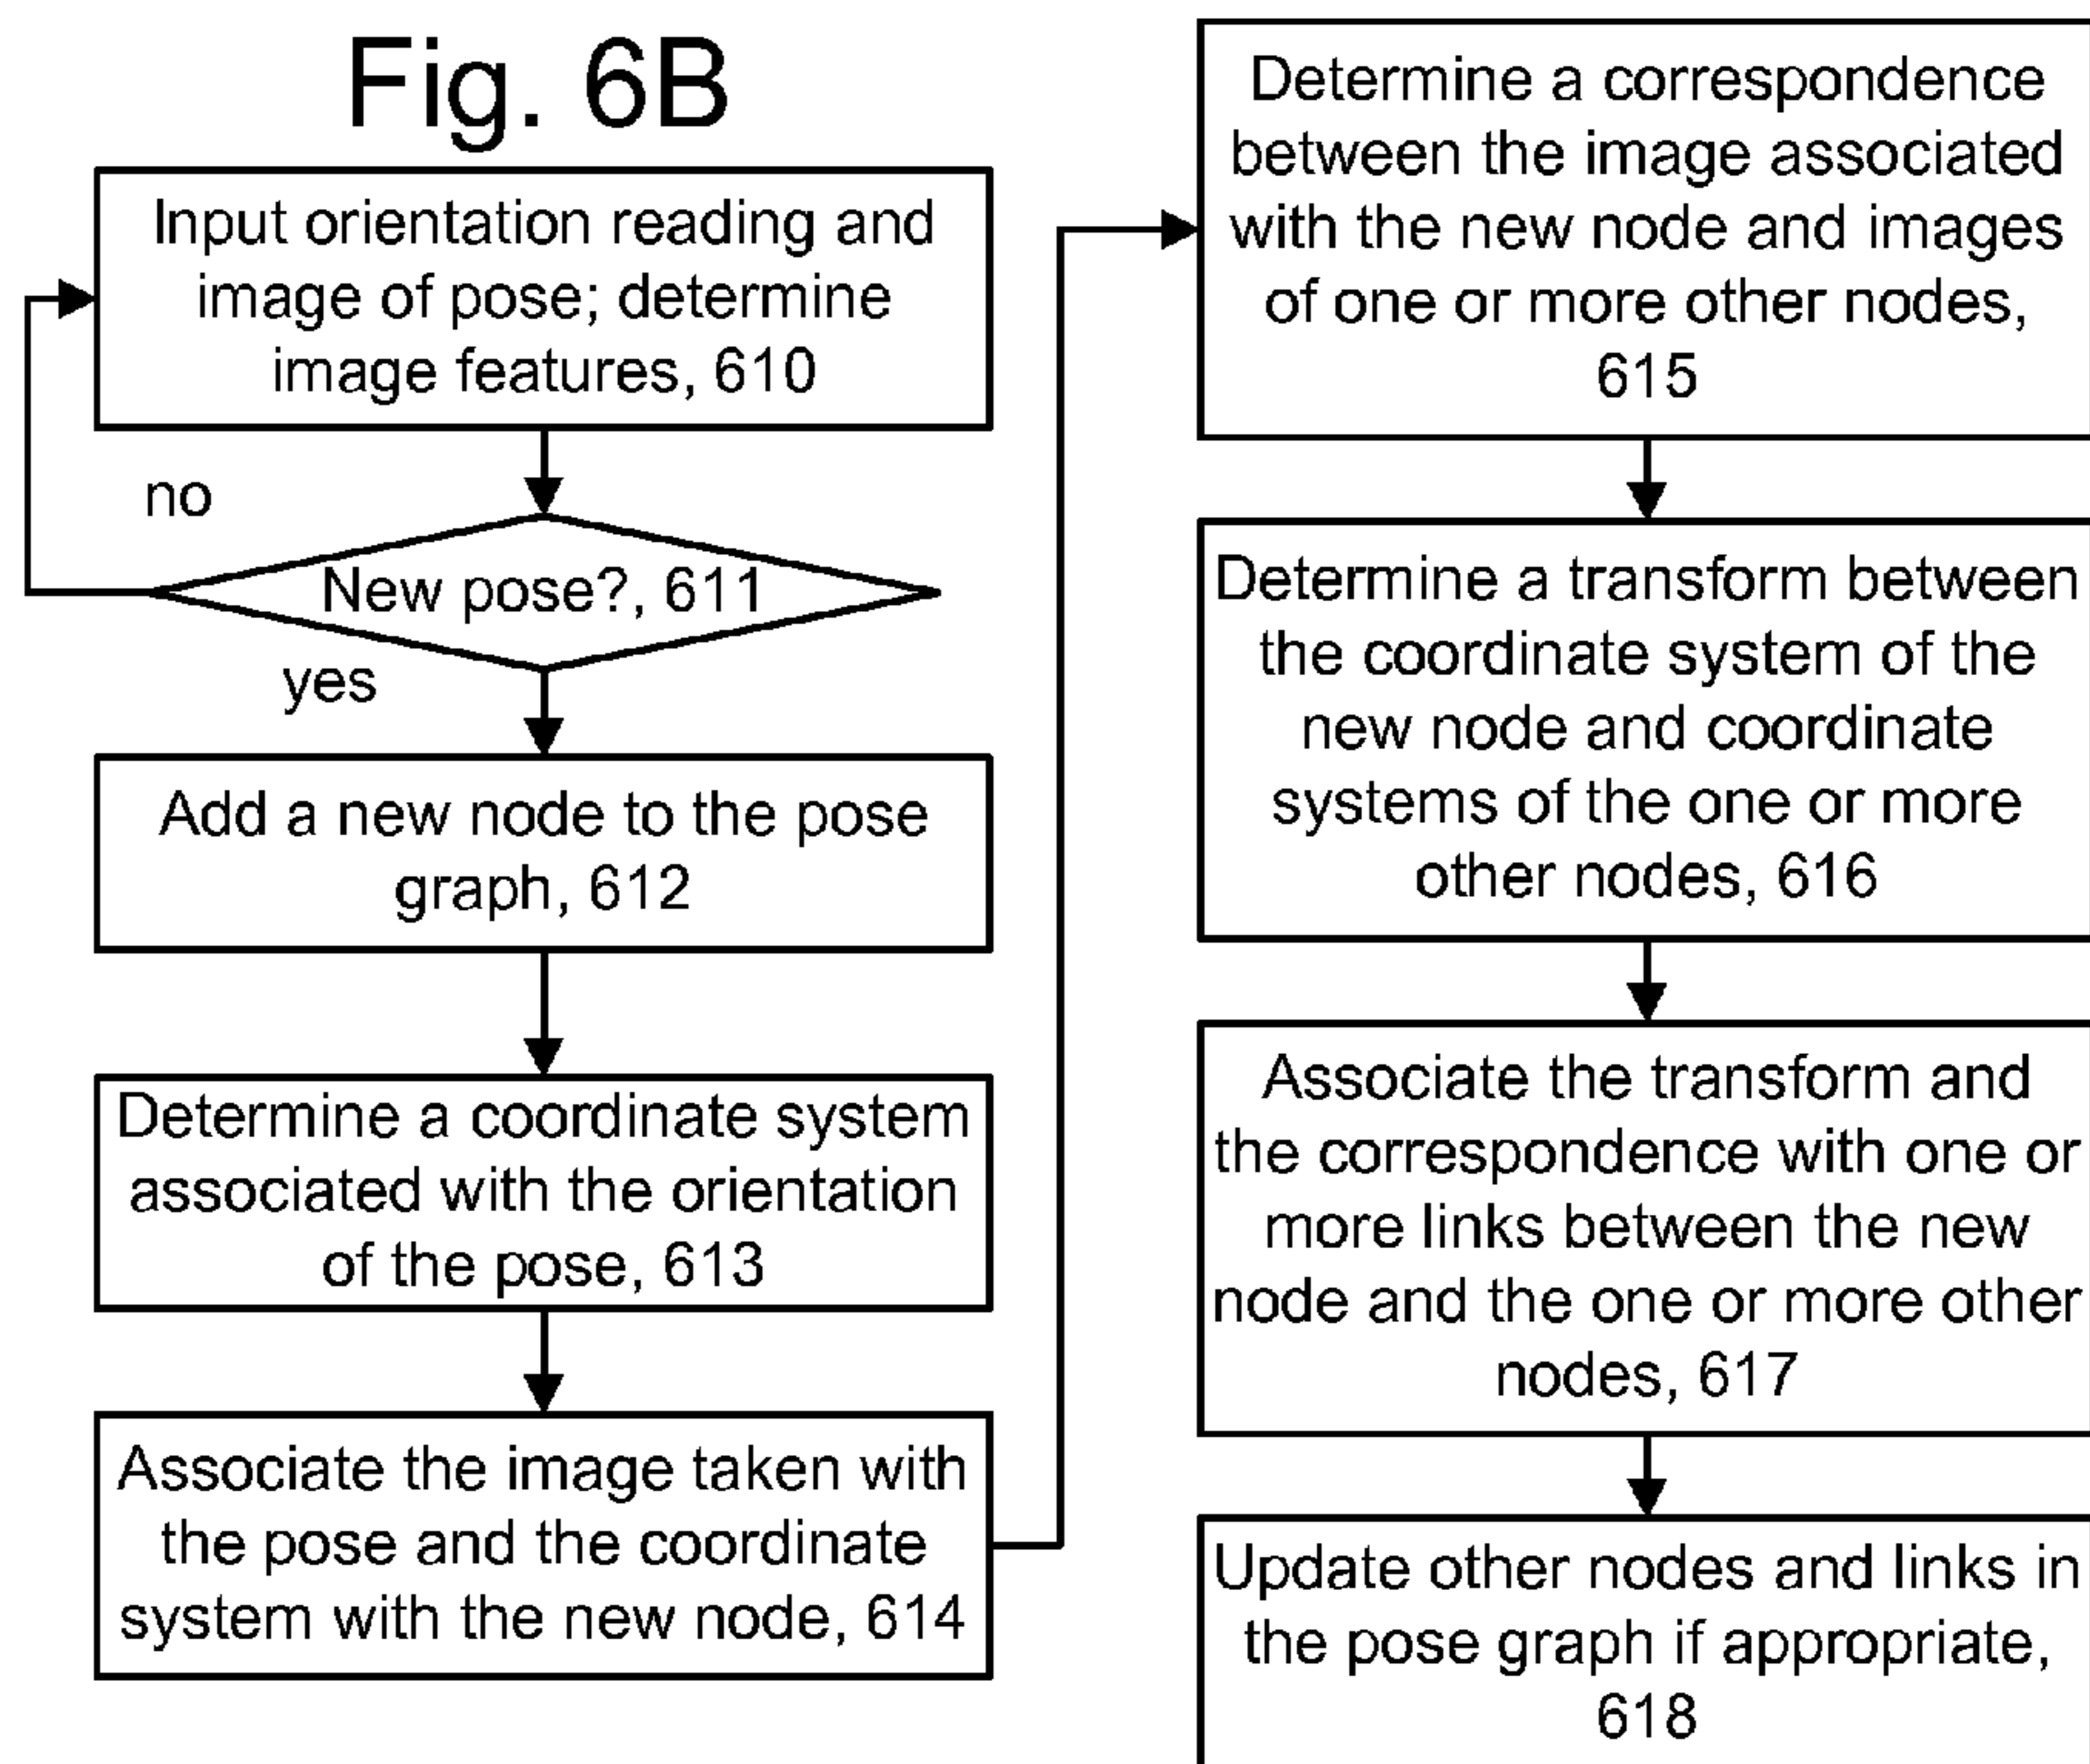 Fig. 6B
Input orientation reading and
image of pose; determine
image features, 610
no
New pose?, 611
yes
Add a new node to the pose
graph, 612
Determine a coordinate system
associated with the orientation
of the pose, 613
Associate the image taken with
the pose and the coordinate
system with the new node, 614
Determine a correspondence
between the image associated
with the new node and images
of one or more other nodes,
615
Determine a transform between
the coordinate system of the
new node and coordinate
systems of the one or more
other nodes, 616
Associate the transform and
the correspondence with one or
more links between the new
node and the one or more other
nodes, 617
Update other nodes and links in
the pose graph if appropriate,
618